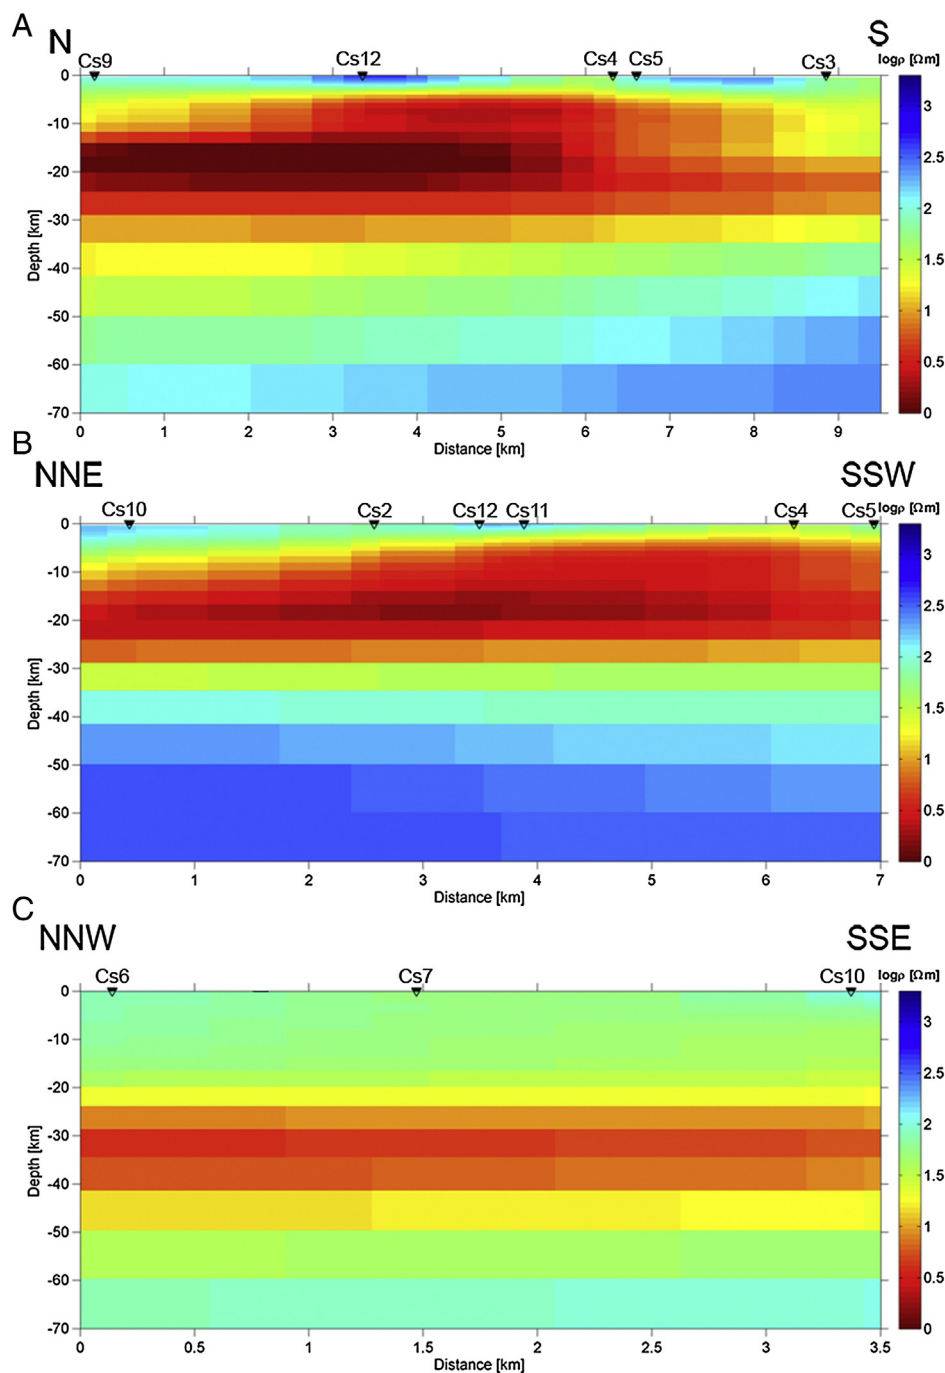 A
N
S
Cs9
Cs12
Cs4
Cs5
Cs3
logρ [Ωm]
0
-10
-20
-30
-40
-50
-60
-70
Depth [km]
3
2.5
2
1.5
1
0.5
0
0 1 2 3 4 5 6 7 8 9
Distance [km]
B
NNE
SSW
Cs10
Cs2
Cs12
Cs11
Cs4
Cs5
logρ [Ωm]
0
-10
-20
-30
-40
-50
-60
-70
Depth [km]
3
2.5
2
1.5
1
0.5
0
0 1 2 3 4 5 6 7
Distance [km]
C
NNW
SSE
Cs6
Cs7
Cs10
logρ [Ωm]
0
-10
-20
-30
-40
-50
-60
-70
Depth [km]
3
2.5
2
1.5
1
0.5
0
0 0.5 1 1.5 2 2.5 3 3.5
Distance [km]